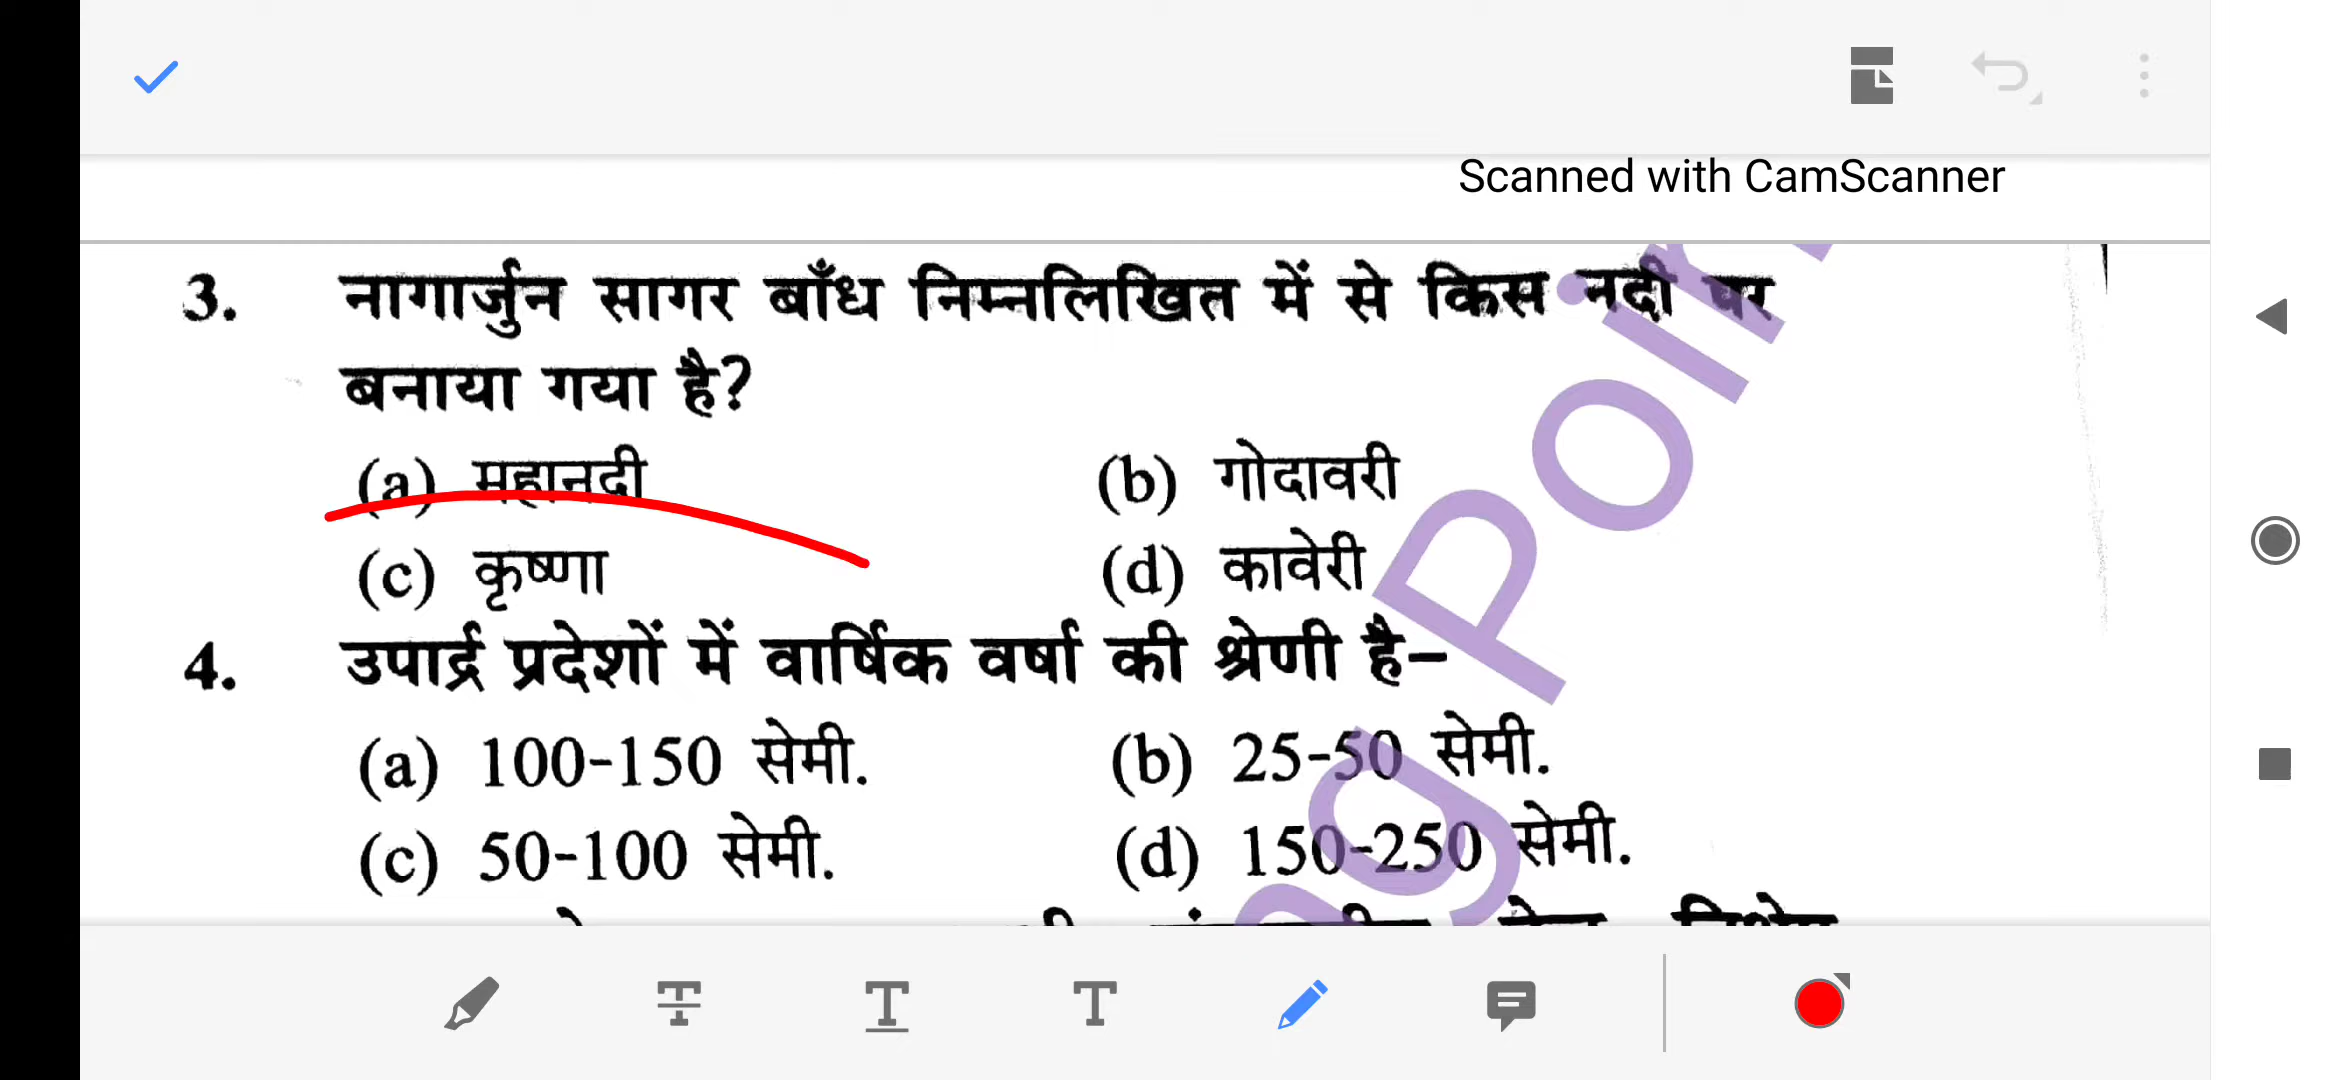 Scanned with CamScanner
3. नागार्जुन सागर बाँध निम्नलिखित में से किस नदी पर
बनाया गया है?
(a) महानदी (b) गोदावरी
(c) कृष्णा (d) कावेरी
4. उपार्द्र प्रदेशों में वार्षिक वर्षा की श्रेणी है–
(a) 100-150 सेमी. (b) 25-50 सेमी.
(c) 50-100 सेमी. (d) 150-250 सेमी.